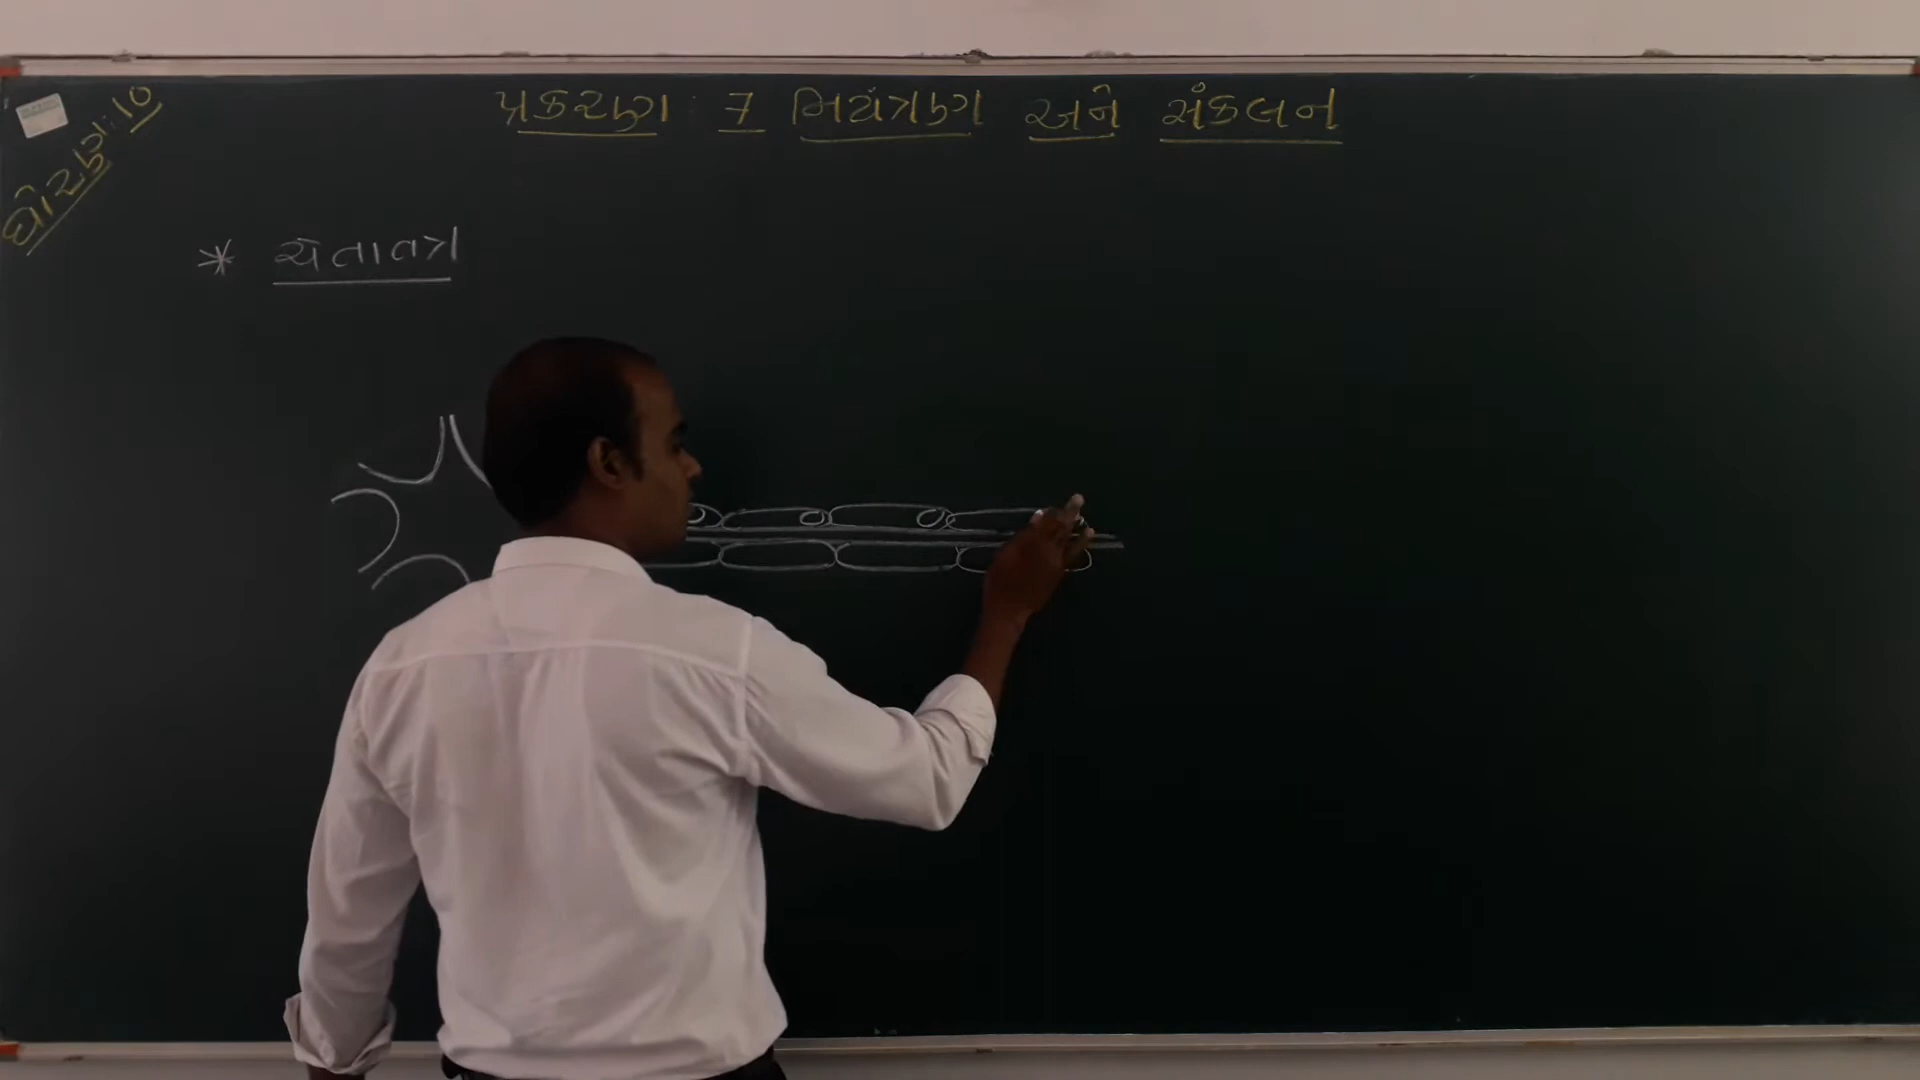 ધોરણ : 10
પ્રકરણ : 7 નિયંત્રણ અને સંકલન
* ચેતાતંત્ર